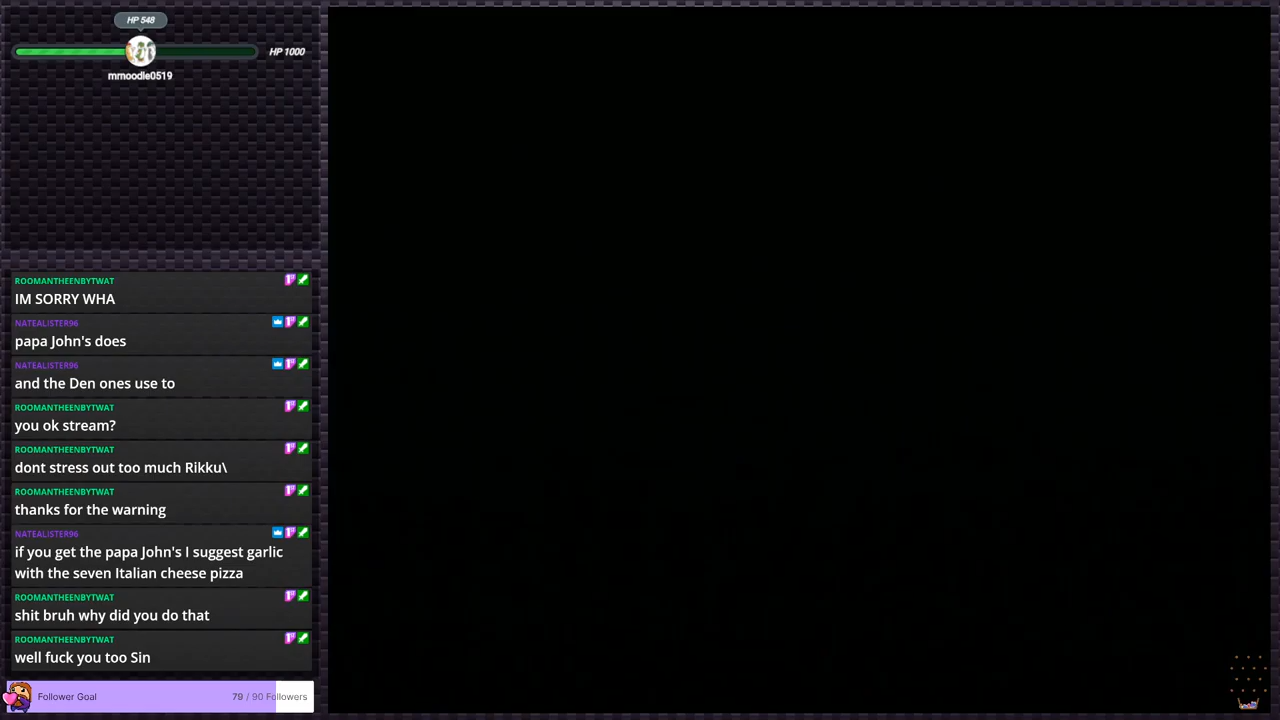 HP 548
HP 1000
mrnoodle0519
ROOMANTHEENBYTWAT
IM SORRY WHA
NATEALISTER96
papa John's does
NATEALISTER96
and the Den ones use to
ROOMANTHEENBYTWAT
you ok stream?
ROOMANTHEENBYTWAT
dont stress out too much Rikku\
ROOMANTHEENBYTWAT
thanks for the warning
NATEALISTER96
if you get the papa John's I suggest garlic
with the seven Italian cheese pizza
ROOMANTHEENBYTWAT
shit bruh why did you do that
ROOMANTHEENBYTWAT
well fuck you too Sin
Follower Goal 79 / 90 Followers